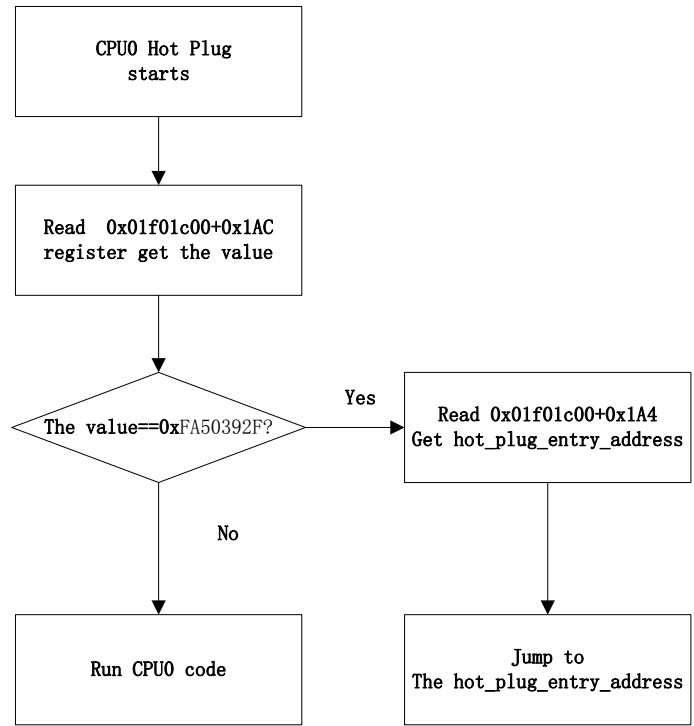 CPU0 Hot Plug
starts
Read  0x01f01c00+0x1AC
register get the value
The value==0xFA50392F?
Yes
Read 0x01f01c00+0x1A4
Get hot_plug_entry_address
No
Run CPU0 code
Jump to
The hot_plug_entry_address